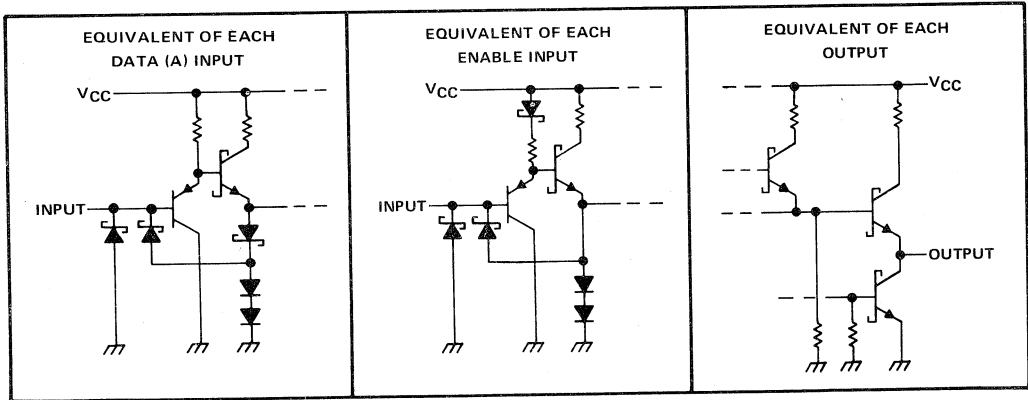 EQUIVALENT OF EACH
DATA (A) INPUT
VCC
INPUT
EQUIVALENT OF EACH
ENABLE INPUT
VCC
INPUT
EQUIVALENT OF EACH
OUTPUT
VCC
OUTPUT